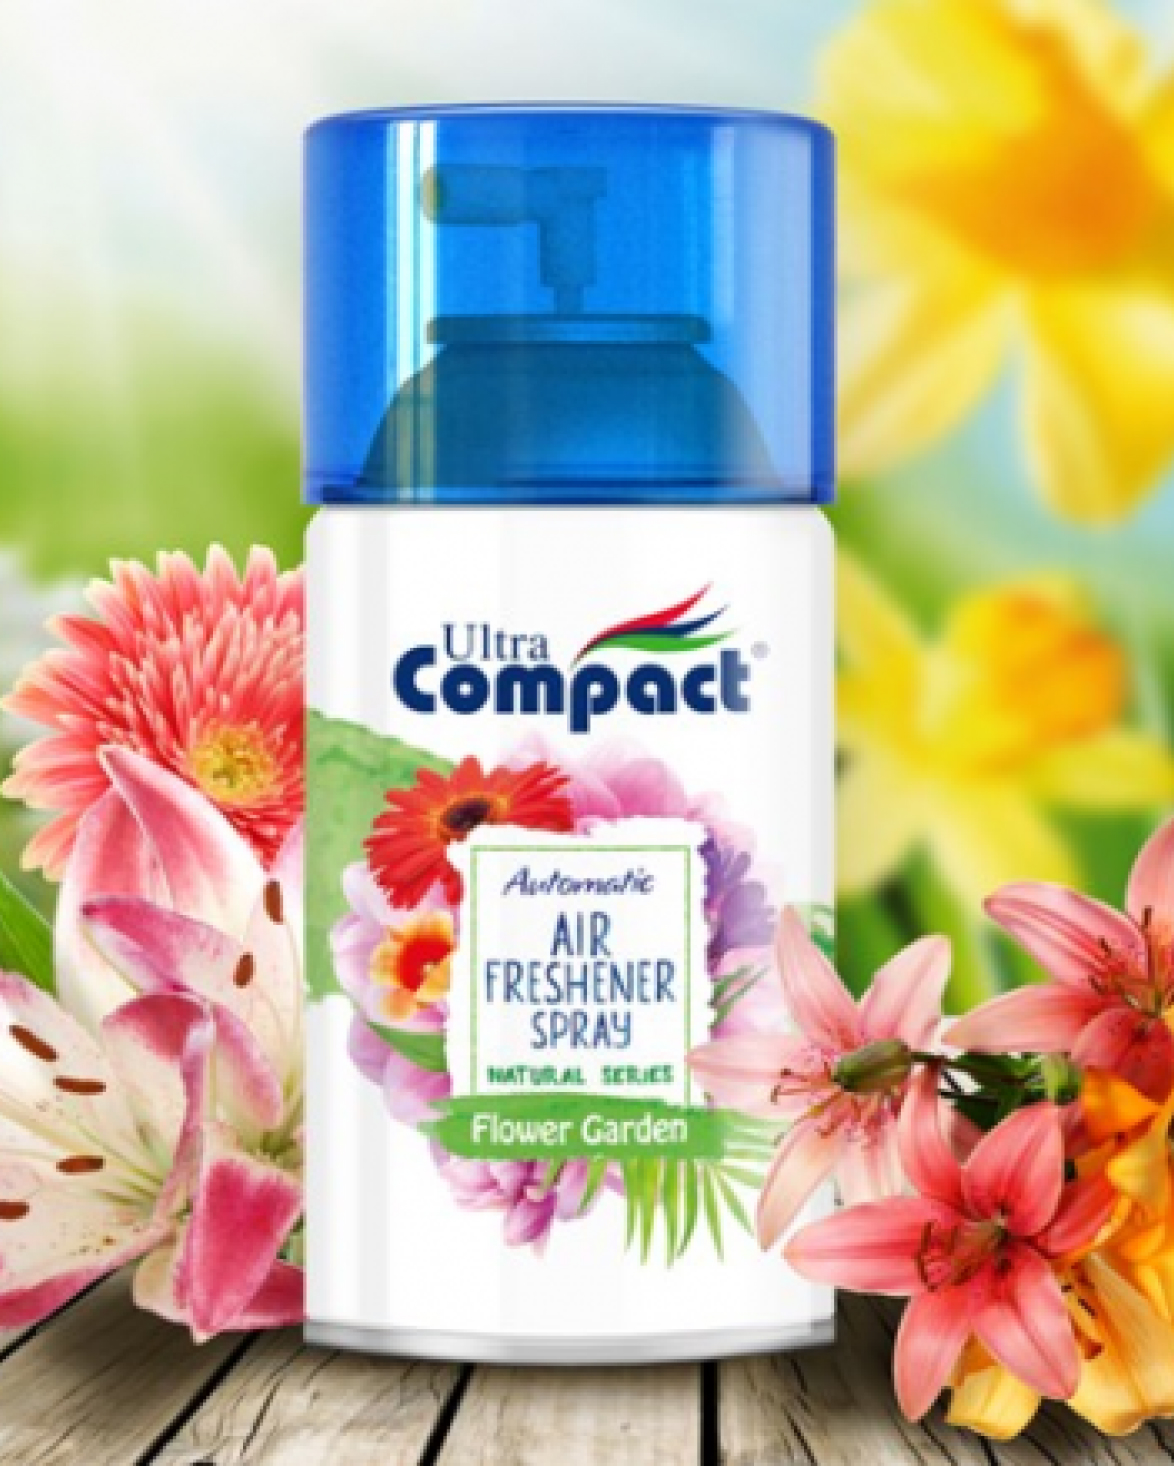 Ultra
Compact®
Automatic
AIR
FRESHENER
SPRAY
NATURAL SERIES
Flower Garden